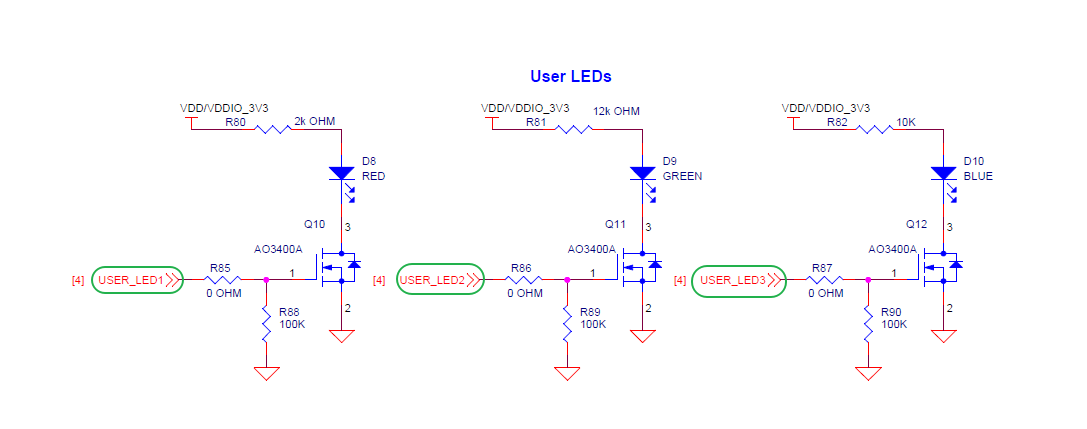 User LEDs
VDD/VDDIO_3V3
R80
2k OHM
D8
RED
Q10
3
AO3400A
[4]
USER_LED1
R85
0 OHM
1
2
R88
100K
VDD/VDDIO_3V3
R81
12k OHM
D9
GREEN
Q11
3
AO3400A
[4]
USER_LED2
R86
0 OHM
1
2
R89
100K
VDD/VDDIO_3V3
R82
10K
D10
BLUE
Q12
3
AO3400A
[4]
USER_LED3
R87
0 OHM
1
2
R90
100K